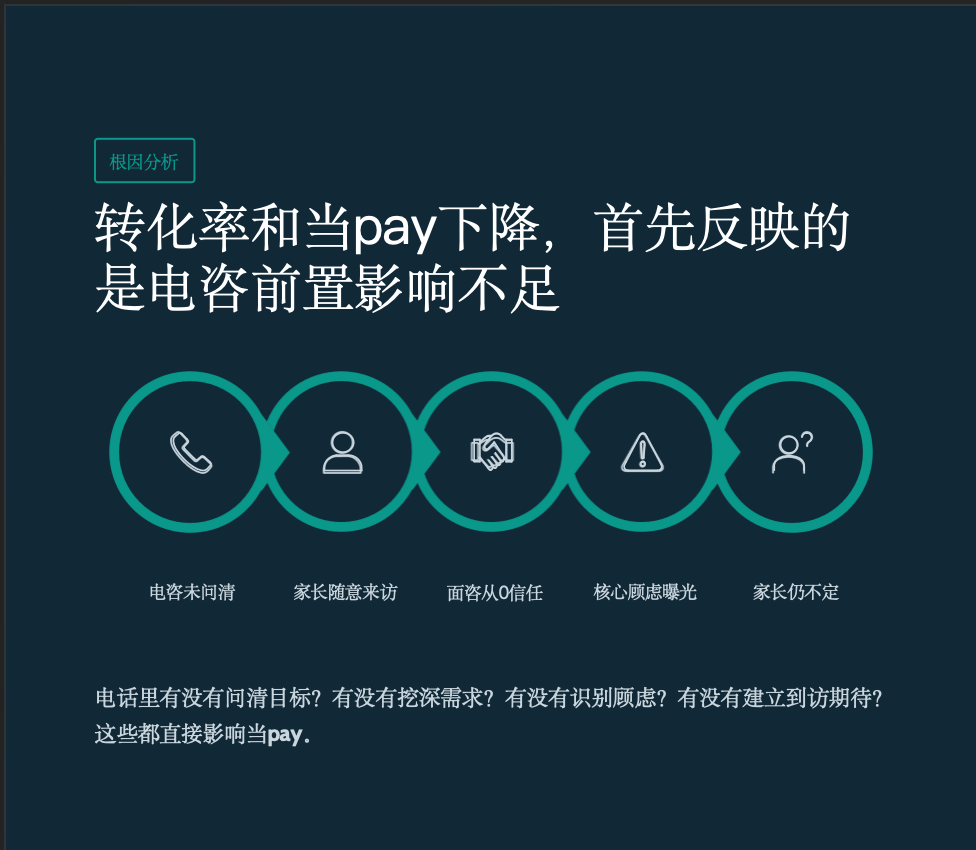 根因分析
转化率和当pay下降，首先反映的
是电咨前置影响不足
电咨未问清
家长随意来访
面咨从0信任
核心顾虑曝光
家长仍不定
电话里有没有问清目标？有没有挖深需求？有没有识别顾虑？有没有建立到访期待？
这些都直接影响当pay。